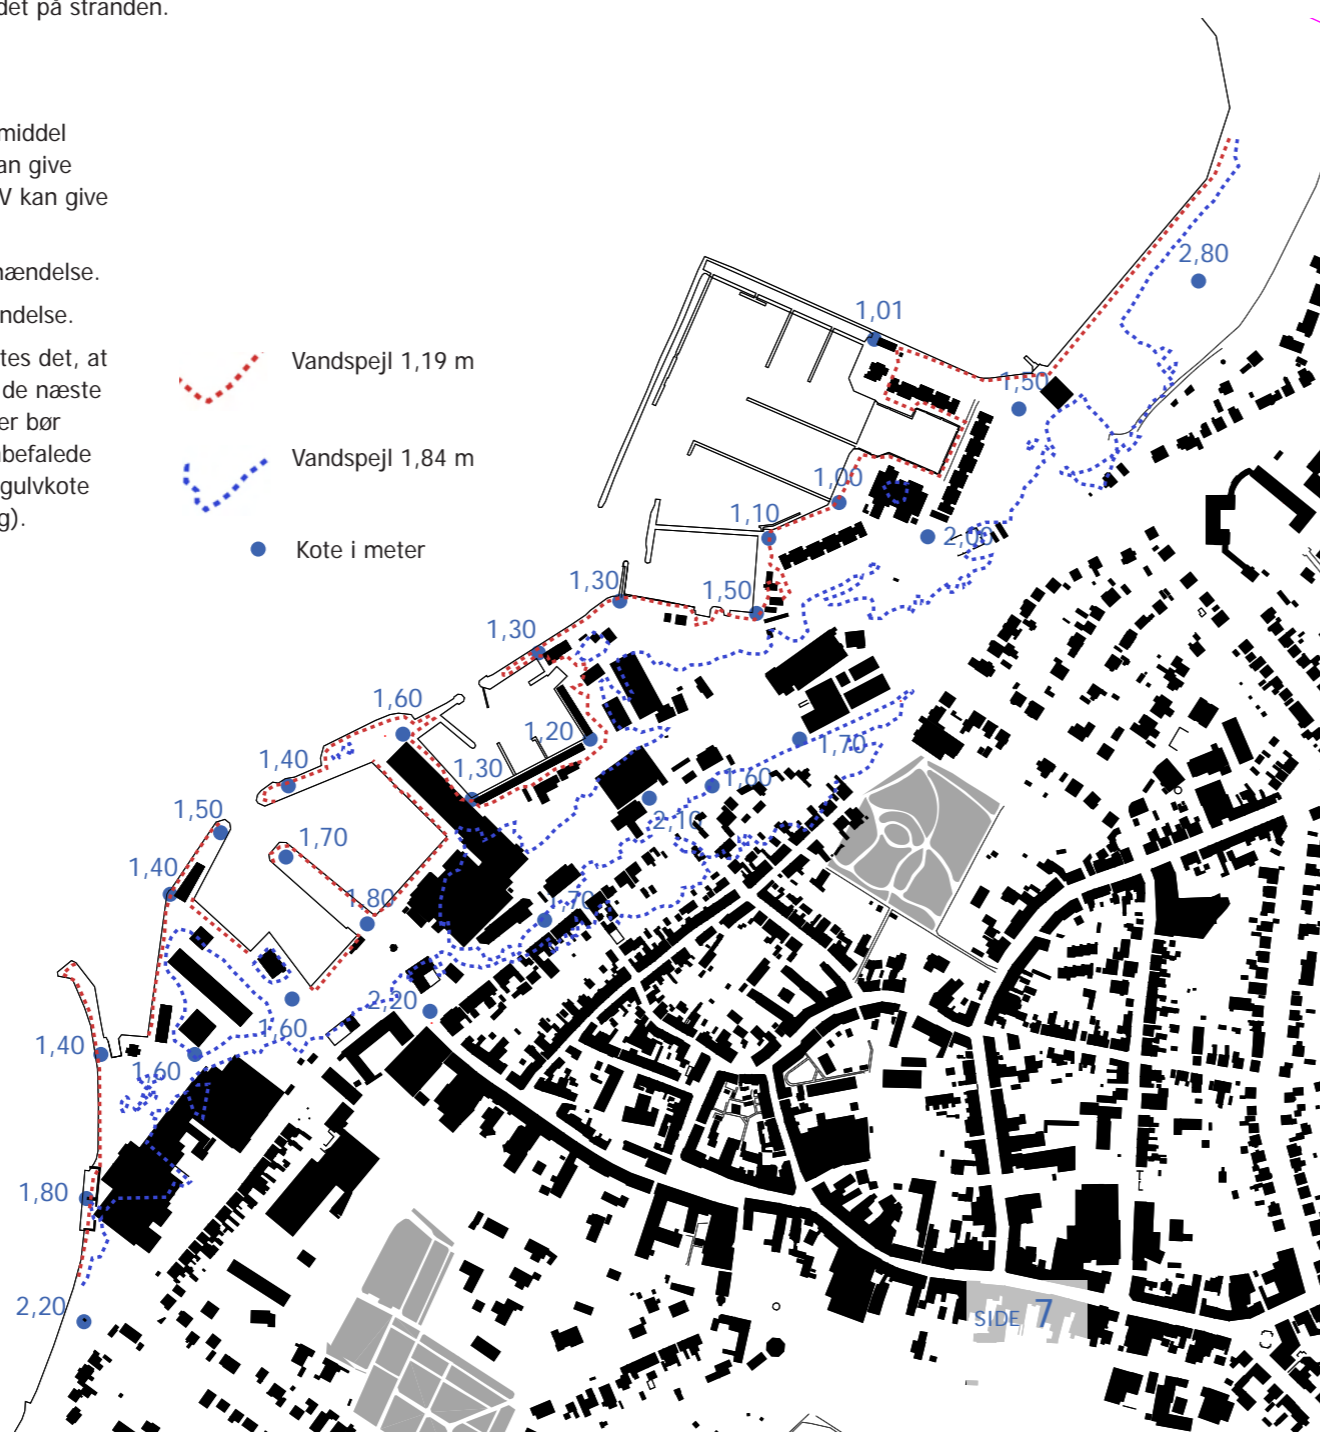 det på stranden.
middel
an give
V kan give
hændelse.
ndelse.
tes det, at
de næste
er bør
befalede
gulvkote
g).
Vandspejl 1,19 m
Vandspejl 1,84 m
Kote i meter
2,80
1,01
1,50
1,00
1,10
2,00
1,30
1,50
1,30
1,60
1,20
1,40
1,30
1,70
1,60
1,50
1,70
2,10
1,40
1,80
1,70
2,20
1,60
1,40
1,60
1,80
2,20
SIDE 7